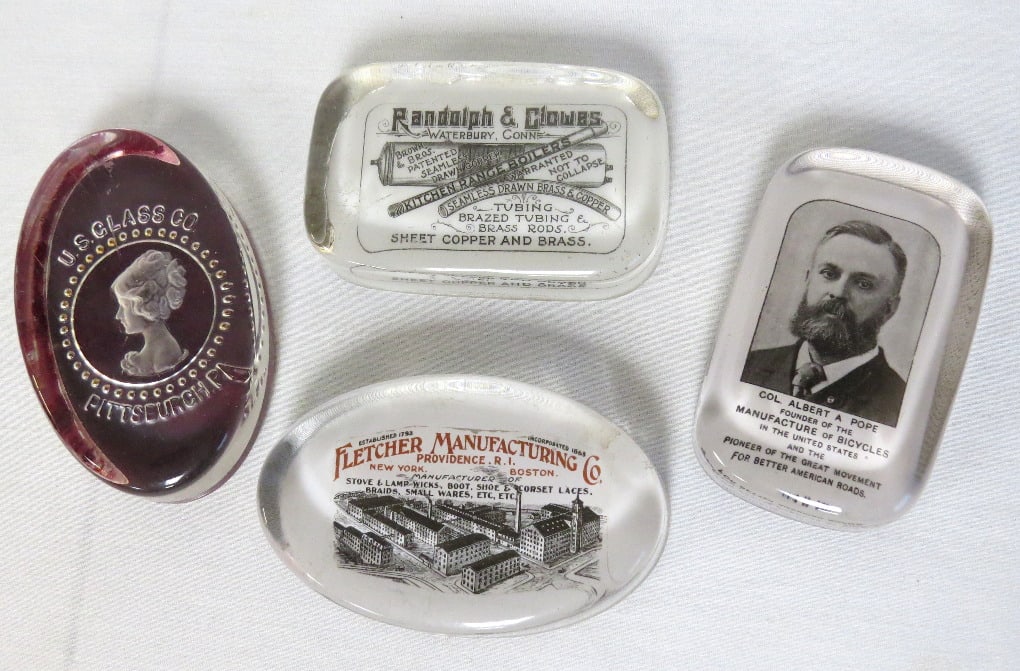 U.S. GLASS CO.
PITTSBURCH PA
Randolph & Clowes
WATERBURY, CONN.
BROWN
& BROS.
PATENTED
SEAMLESS
DRAWN COPPER
KITCHEN RANGE BOILERS
WARRANTED
NOT TO
COLLAPSE
SEAMLESS DRAWN BRASS & COPPER
TUBING
BRAZED TUBING &
BRASS RODS.
SHEET COPPER AND BRASS.
ESTABLISHED 1793 INCORPORATED 1865
FLETCHER MANUFACTURING CO.
PROVIDENCE. R.I.
NEW YORK. BOSTON.
MANUFACTURER OF
STOVE & LAMP-WICKS, BOOT, SHOE & CORSET LACES,
BRAIDS, SMALL WARES, ETC, ETC.
COL. ALBERT A POPE
FOUNDER OF THE
MANUFACTURE OF BICYCLES
IN THE UNITED STATES
AND THE
PIONEER OF THE GREAT MOVEMENT
FOR BETTER AMERICAN ROADS.